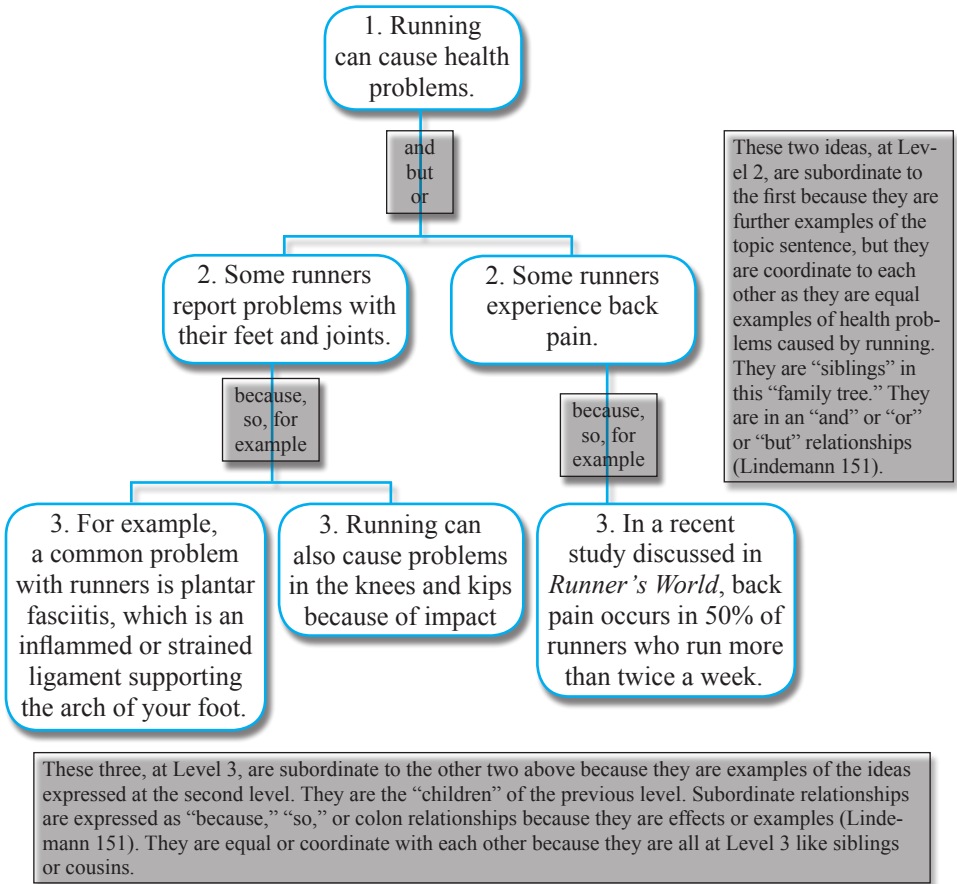 1. Running
can cause health
problems.
and
but
or
These two ideas, at Lev-
el 2, are subordinate to
the first because they are
further examples of the
topic sentence, but they
are coordinate to each
other as they are equal
examples of health prob-
lems caused by running.
They are “siblings” in
this “family tree.” They
are in an “and” or “or”
or “but” relationships
(Lindemann 151).
2. Some runners
report problems with
their feet and joints.
2. Some runners
experience back
pain.
because,
so, for
example
because,
so, for
example
3. For example,
a common problem
with runners is plantar
fasciitis, which is an
inflammed or strained
ligament supporting
the arch of your foot.
3. Running can
also cause problems
in the knees and kips
because of impact
3. In a recent
study discussed in
Runner’s World, back
pain occurs in 50% of
runners who run more
than twice a week.
These three, at Level 3, are subordinate to the other two above because they are examples of the ideas
expressed at the second level. They are the “children” of the previous level. Subordinate relationships
are expressed as “because,” “so,” or colon relationships because they are effects or examples (Linde-
mann 151). They are equal or coordinate with each other because they are all at Level 3 like siblings
or cousins.